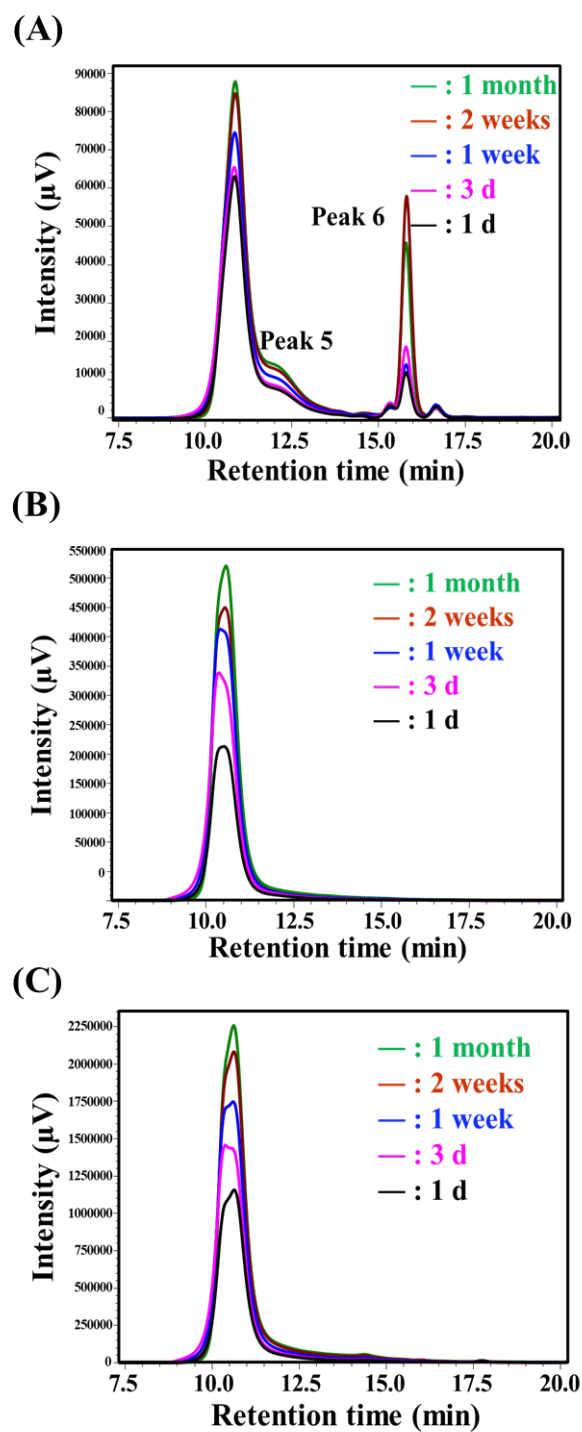 (A)
90000
80000
70000
60000
50000
40000
30000
20000
10000
0
Intensity (µV)
: 1 month
: 2 weeks
: 1 week
: 3 d
: 1 d
Peak 6
Peak 5
7.5 10.0 12.5 15.0 17.5 20.0
Retention time (min)
(B)
550000
500000
450000
400000
350000
300000
250000
200000
150000
100000
50000
0
Intensity (µV)
: 1 month
: 2 weeks
: 1 week
: 3 d
: 1 d
7.5 10.0 12.5 15.0 17.5 20.0
Retention time (min)
(C)
2250000
2000000
1750000
1500000
1250000
1000000
750000
500000
250000
0
Intensity (µV)
: 1 month
: 2 weeks
: 1 week
: 3 d
: 1 d
7.5 10.0 12.5 15.0 17.5 20.0
Retention time (min)